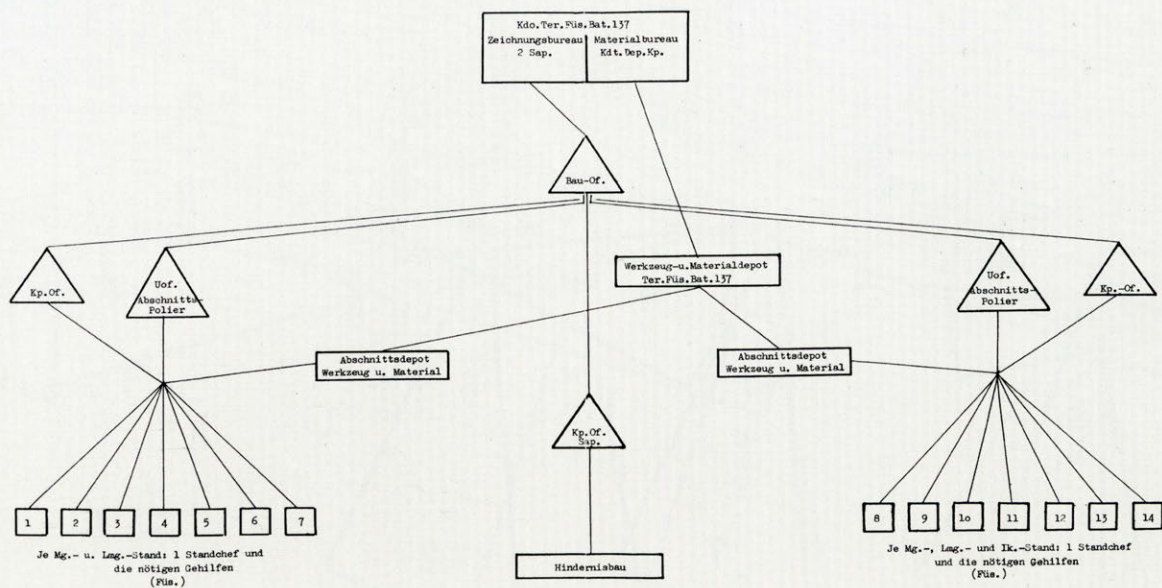 Kdo.Ter.Füs.Bat.137
Zeichnungsbureau
2 Sap.
Materialbureau
Kdt.Dep.Kp.
Bau-Of.
Kp.Of.
Uof.
Abschnitts-
Polier
Werkzeug-u.Materialdepot
Ter.Füs.Bat.137
Uof.
Abschnitts-
Polier
Kp.-Of.
Abschnittsdepot
Werkzeug u. Material
Abschnittsdepot
Werkzeug u. Material
Kp.Of.
Sap.
1 2 3 4 5 6 7
8 9 1o 11 12 13 14
Je Mg.- u. Lmg.-Stand: 1 Standchef und
die nötigen Gehilfen
(Füs.)
Hindernisbau
Je Mg.-, Lmg.- und Ik.-Stand: 1 Standchef
und die nötigen Gehilfen
(Füs.)